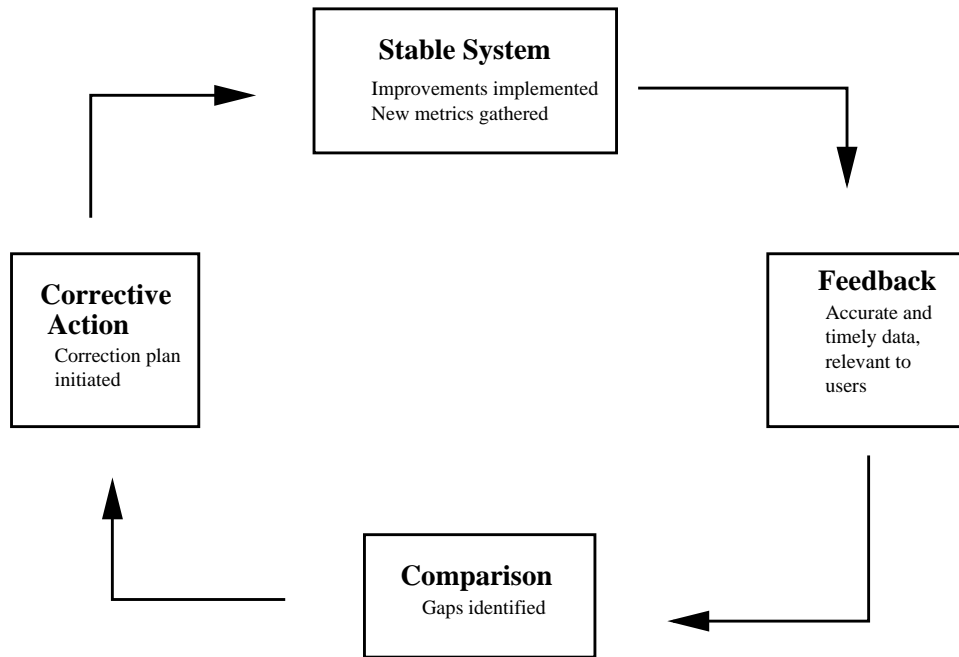 Stable System
Improvements implemented
New metrics gathered
Feedback
Accurate and
timely data,
relevant to
users
Comparison
Gaps identified
Corrective
Action
Correction plan
initiated